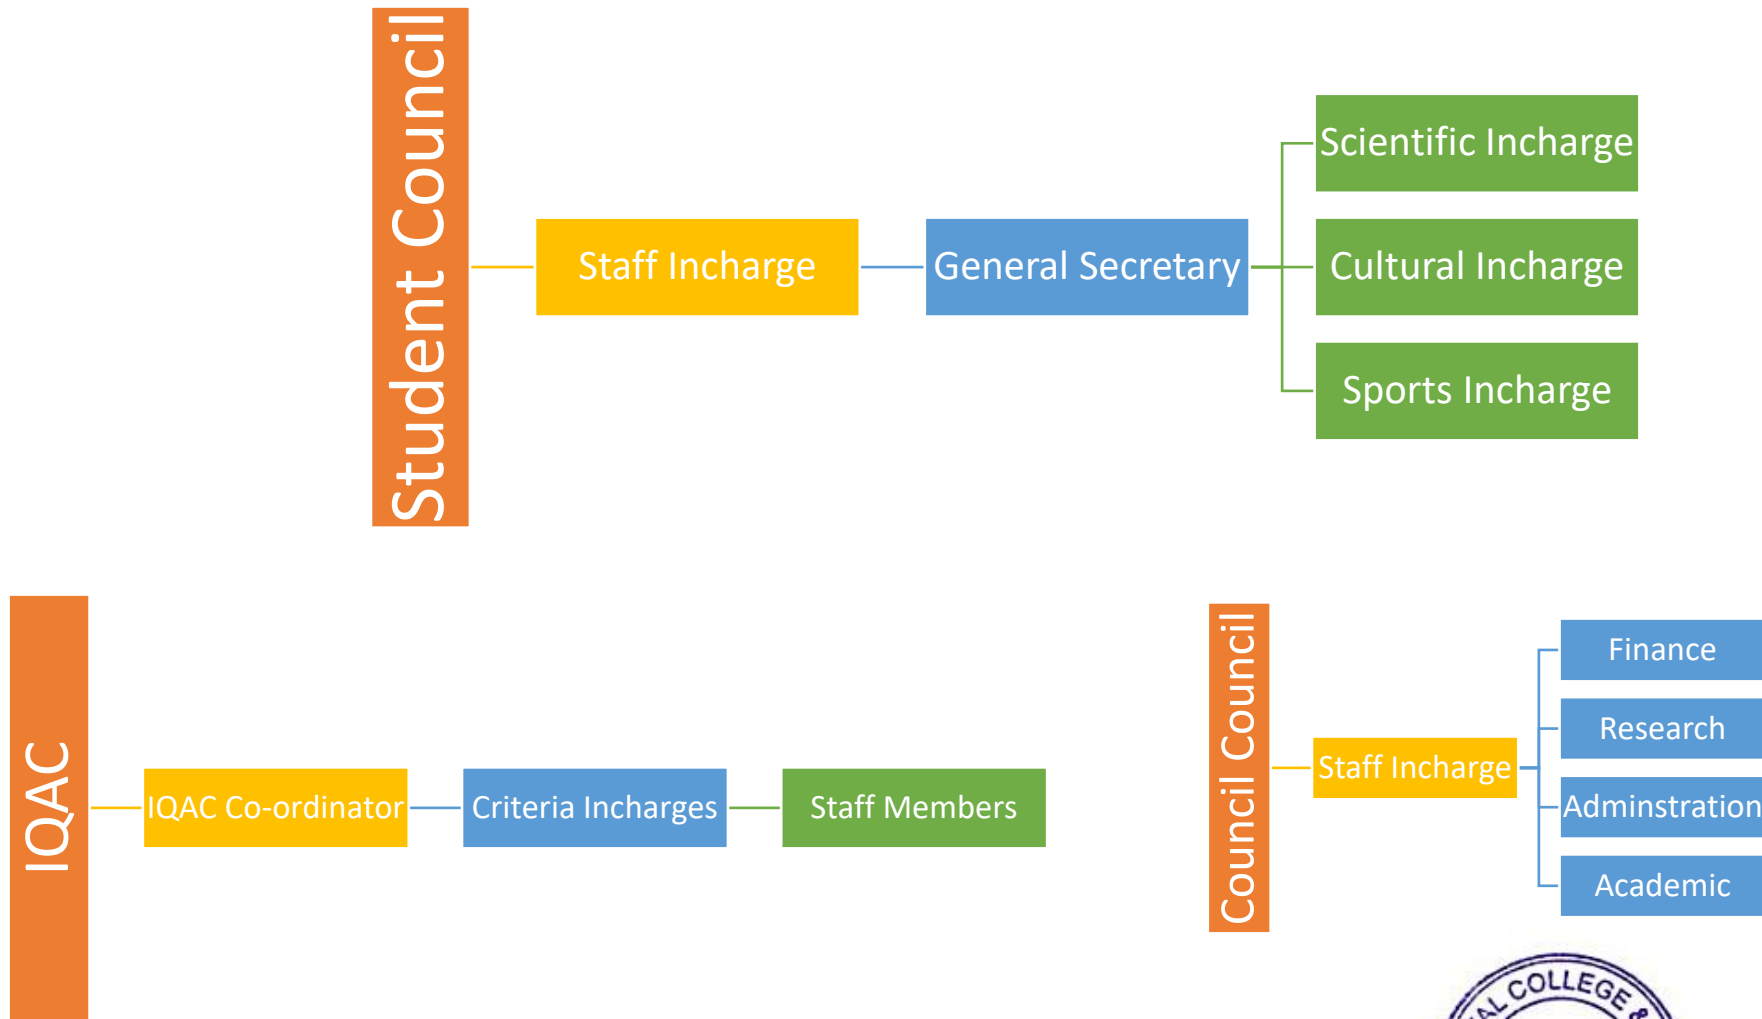 Student Council
Staff Incharge
General Secretary
Scientific Incharge
Cultural Incharge
Sports Incharge
IQAC
IQAC Co-ordinator
Criteria Incharges
Staff Members
Council Council
Staff Incharge
Finance
Research
Adminstration
Academic
COLLEGE &